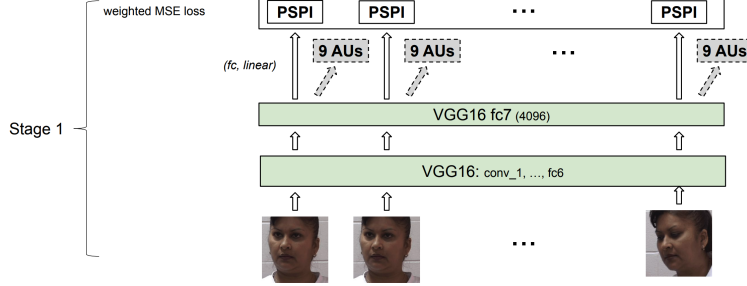 weighted MSE loss
PSPI PSPI ... PSPI
9 AUs 9 AUs ... 9 AUs
(fc, linear)
VGG16 fc7 (4096)
Stage 1
VGG16: conv_1, ..., fc6
...